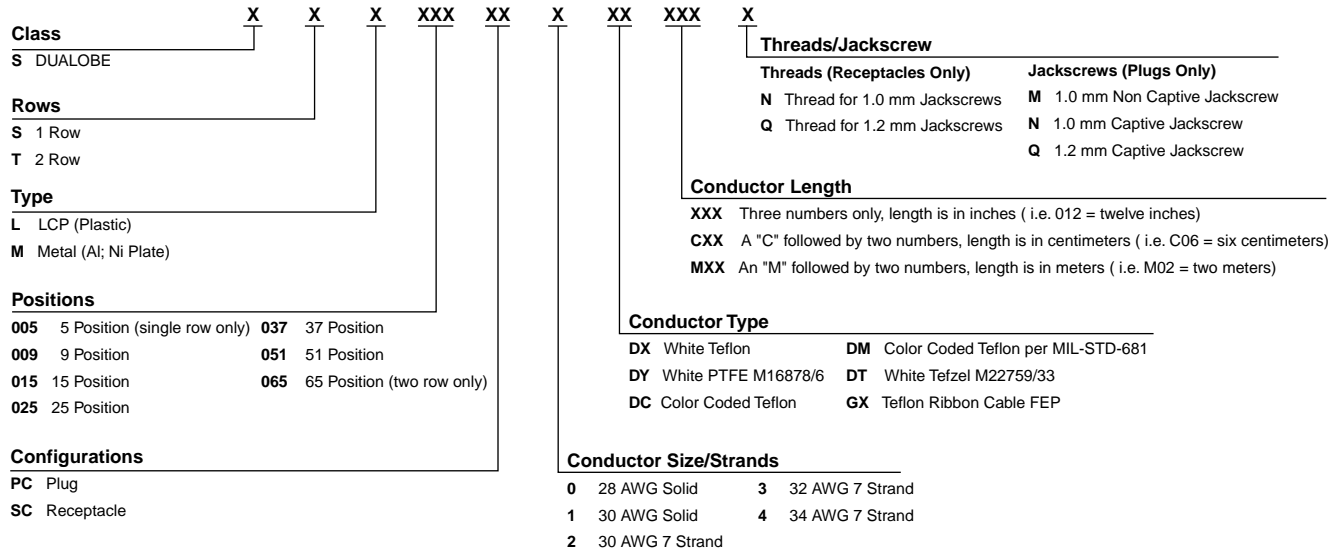 X X X XXX XX X XX XXX X
Class
S DUALOBE
Rows
S 1 Row
T 2 Row
Type
L LCP (Plastic)
M Metal (Al; Ni Plate)
Positions
005 5 Position (single row only) 037 37 Position
009 9 Position 051 51 Position
015 15 Position 065 65 Position (two row only)
025 25 Position
Configurations
PC Plug
SC Receptacle
Threads/Jackscrew
Threads (Receptacles Only) Jackscrews (Plugs Only)
N Thread for 1.0 mm Jackscrews M 1.0 mm Non Captive Jackscrew
Q Thread for 1.2 mm Jackscrews N 1.0 mm Captive Jackscrew
Q 1.2 mm Captive Jackscrew
Conductor Length
XXX Three numbers only, length is in inches ( i.e. 012 = twelve inches)
CXX A "C" followed by two numbers, length is in centimeters ( i.e. C06 = six centimeters)
MXX An "M" followed by two numbers, length is in meters ( i.e. M02 = two meters)
Conductor Type
DX White Teflon DM Color Coded Teflon per MIL-STD-681
DY White PTFE M16878/6 DT White Tefzel M22759/33
DC Color Coded Teflon GX Teflon Ribbon Cable FEP
Conductor Size/Strands
0 28 AWG Solid 3 32 AWG 7 Strand
1 30 AWG Solid 4 34 AWG 7 Strand
2 30 AWG 7 Strand